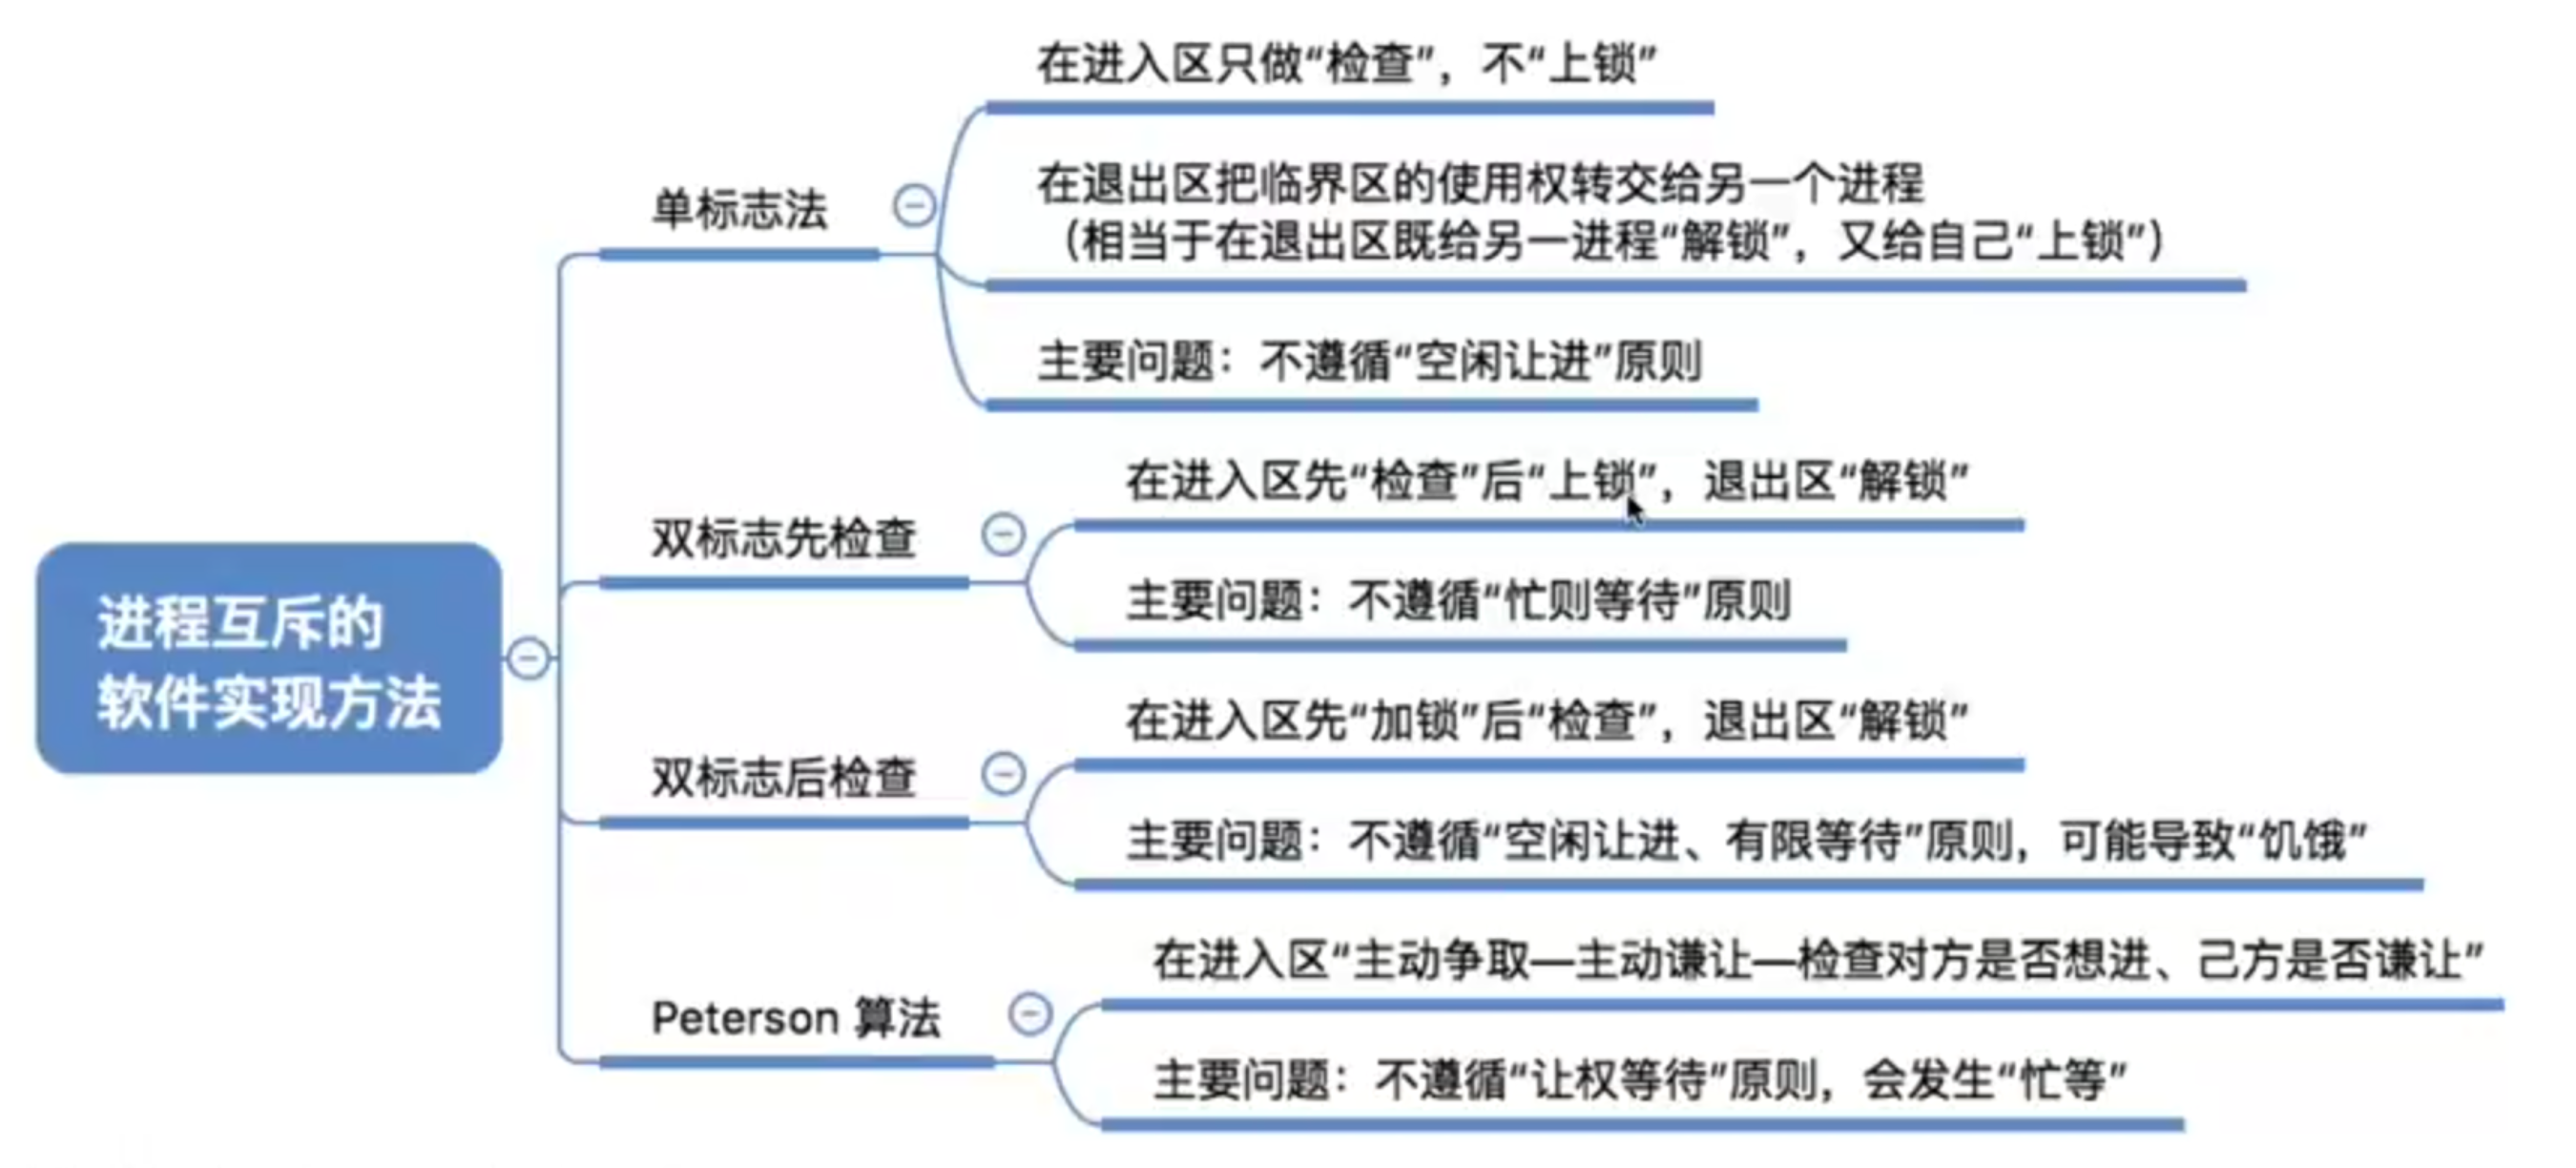 进程互斥的
软件实现方法
单标志法
在进入区只做“检查”，不“上锁”
在退出区把临界区的使用权转交给另一个进程
（相当于在退出区既给另一进程“解锁”，又给自己“上锁”）
主要问题：不遵循“空闲让进”原则
双标志先检查
在进入区先“检查”后“上锁”，退出区“解锁”
主要问题：不遵循“忙则等待”原则
双标志后检查
在进入区先“加锁”后“检查”，退出区“解锁”
主要问题：不遵循“空闲让进、有限等待”原则，可能导致“饥饿”
Peterson 算法
在进入区“主动争取—主动谦让—检查对方是否想进、己方是否谦让”
主要问题：不遵循“让权等待”原则，会发生“忙等”